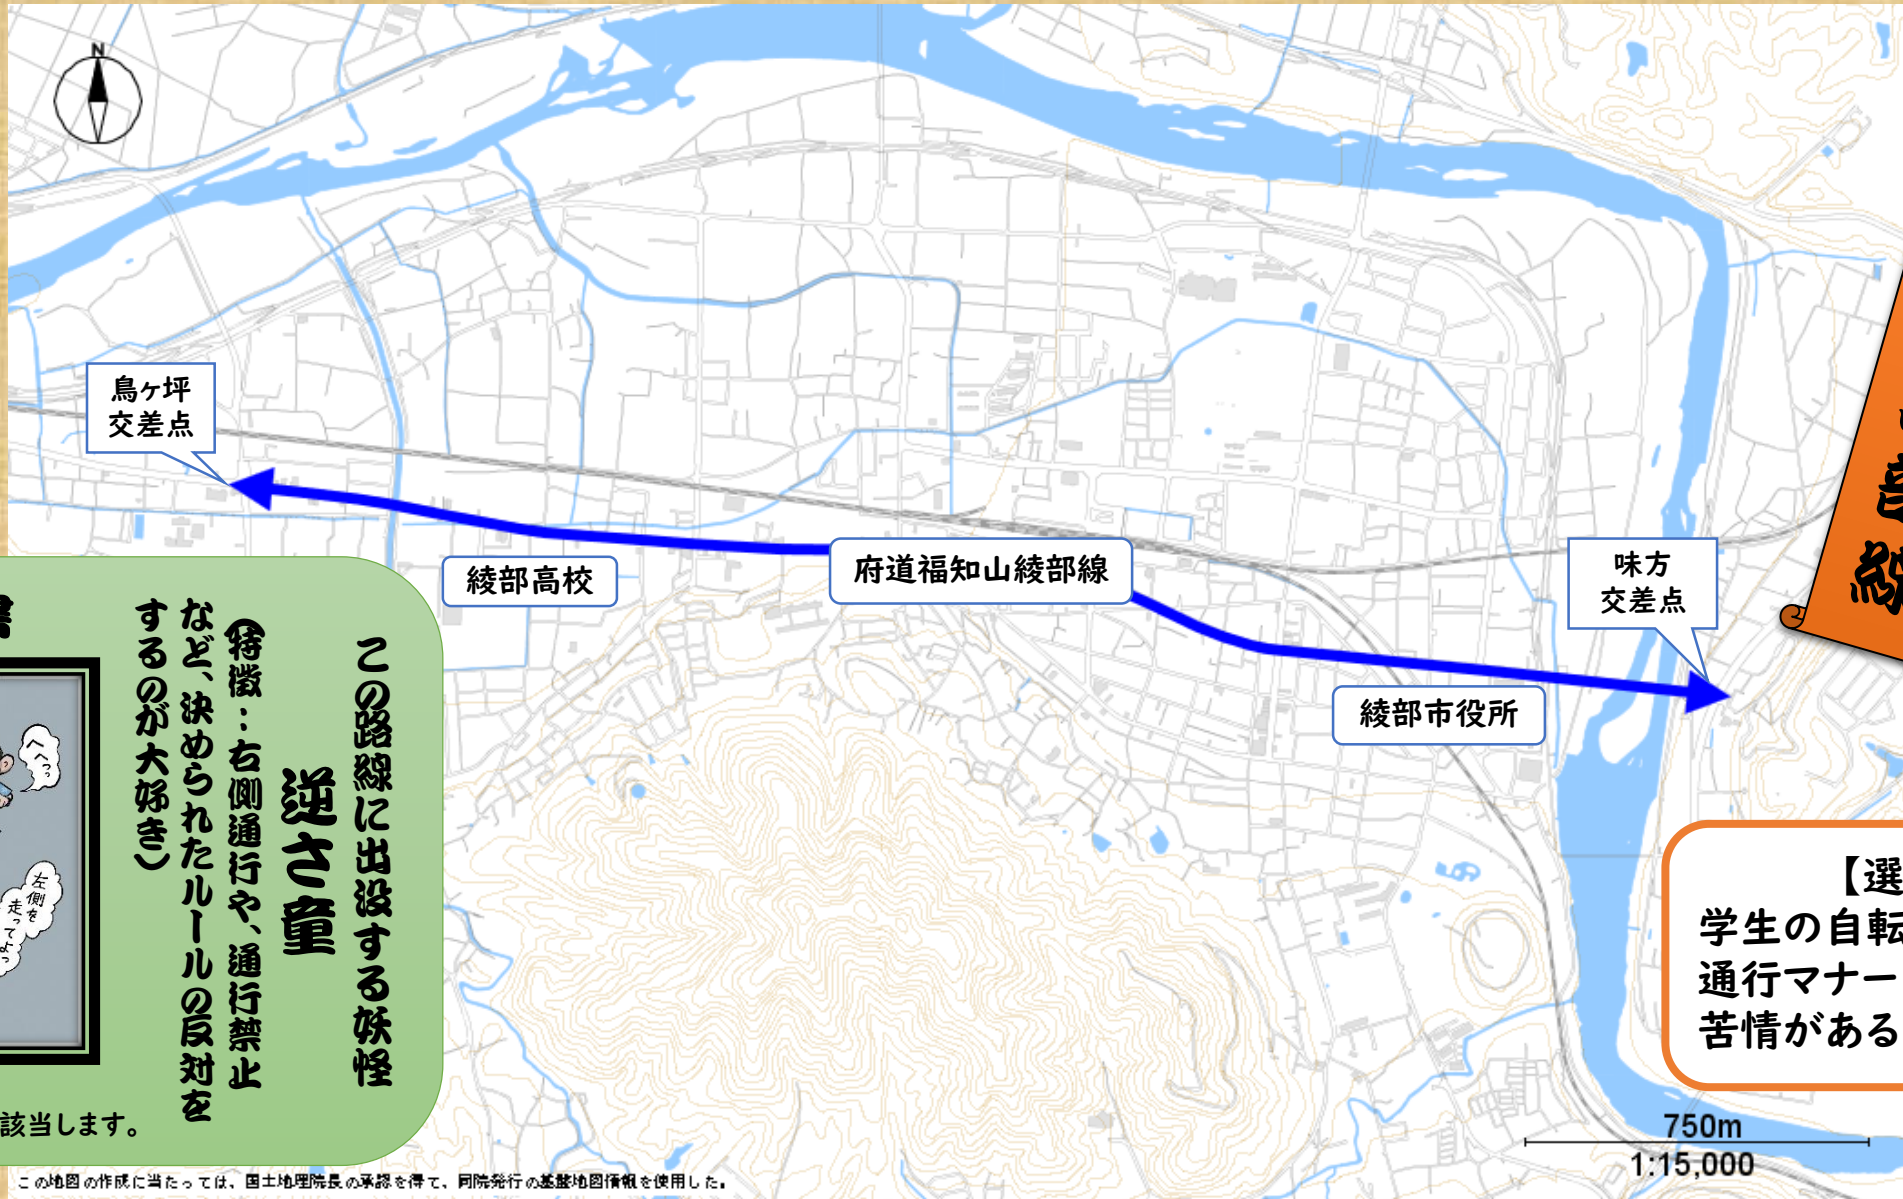 N
鳥ヶ坪
交差点
綾部高校
府道福知山綾部線
味方
交差点
綾部市役所
この路線に出没する妖怪
逆さ童
(特徴：右側通行や、通行禁止
など、決められたルールの反対を
するのが大好き)
へへっ
左側を
走ってよっ
該当します。
【選
学生の自転
通行マナー
苦情がある
750m
1:15,000
この地図の作成に当たっては、国土地理院長の承認を得て、同院発行の基盤地図情報を使用した。